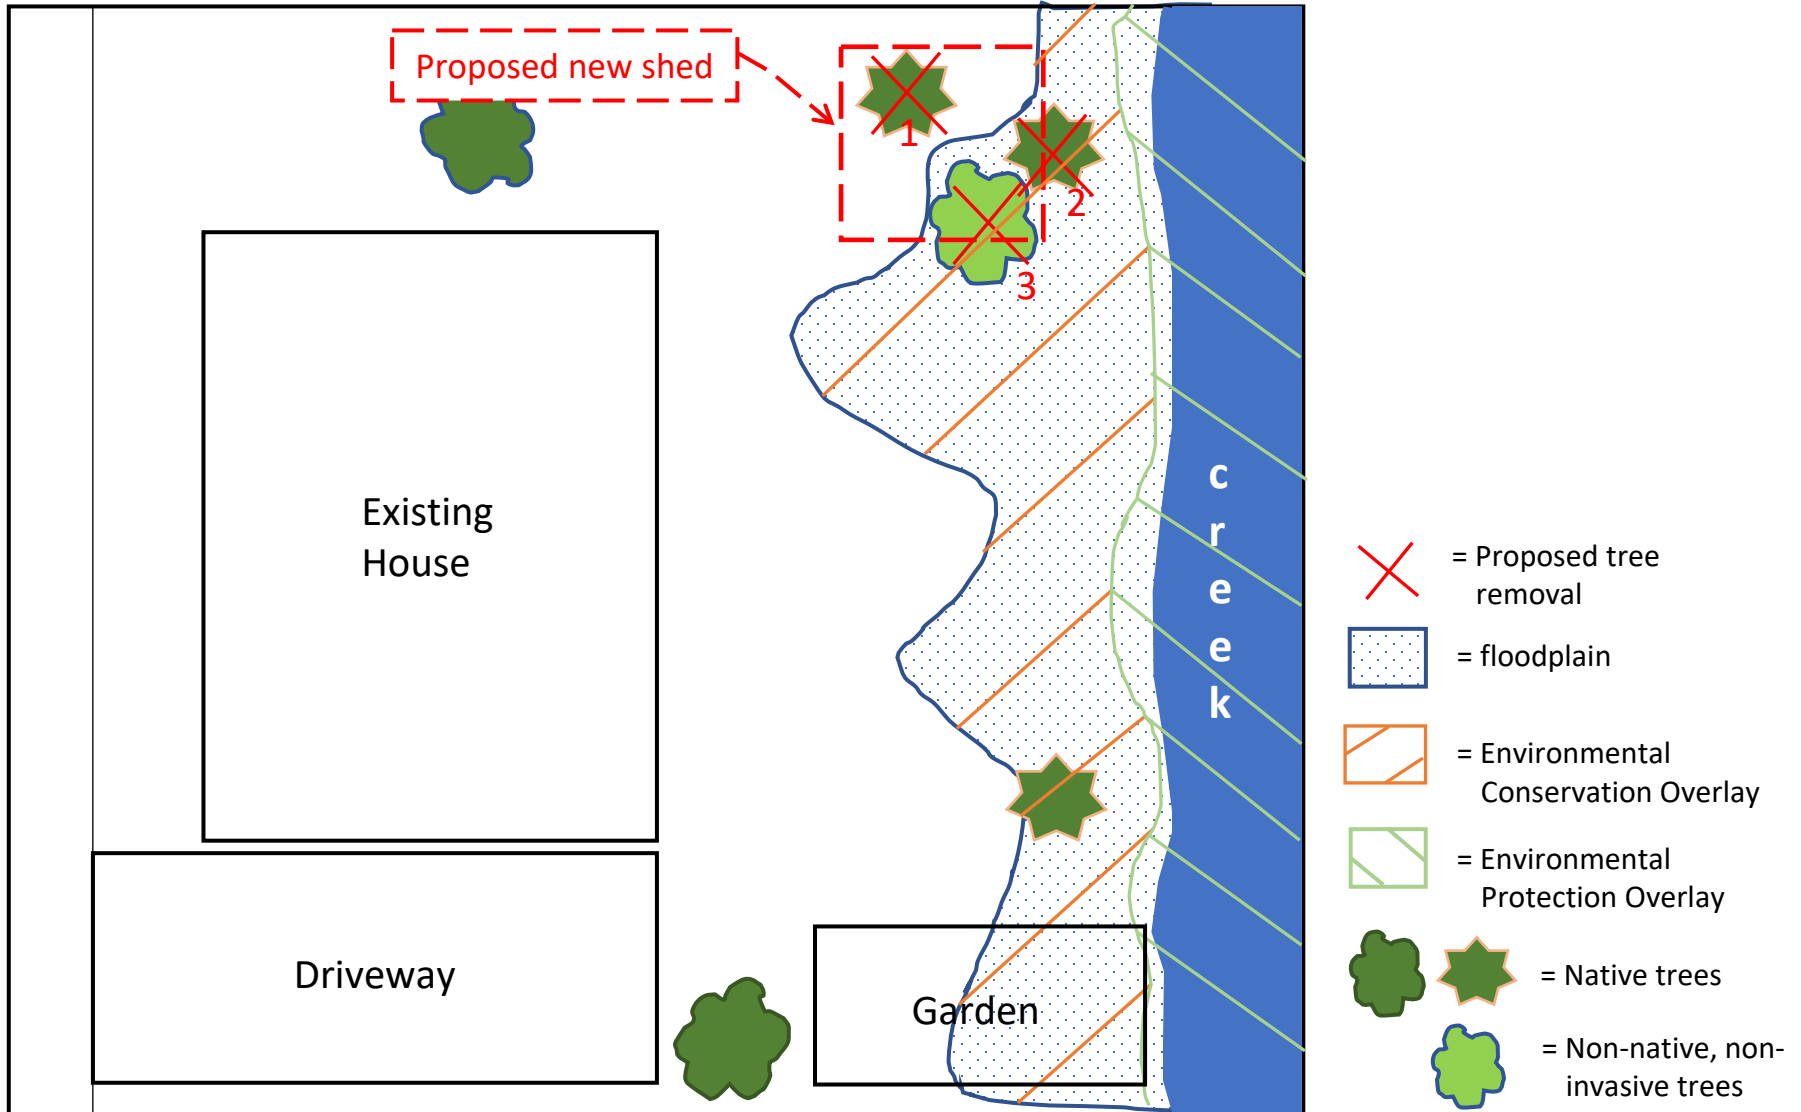 Proposed new shed
1
2
3
Existing
House
c
r
e
e
k
Driveway
Garden
= Proposed tree
removal
= floodplain
= Environmental
Conservation Overlay
= Environmental
Protection Overlay
= Native trees
= Non-native, non-
invasive trees